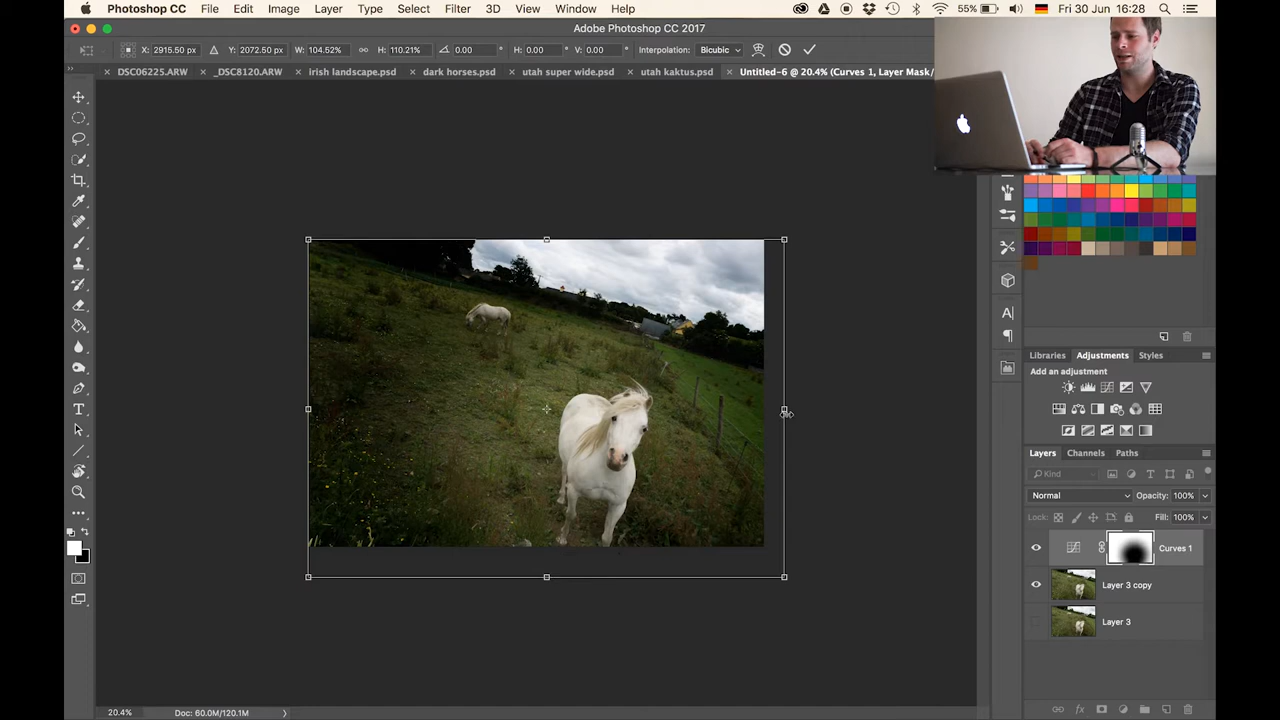 Photoshop CC File Edit Image Layer Type Select Filter 3D View Window Help 55% Fri 30 Jun 16:28
Adobe Photoshop CC 2017
X: 2915.50 px Y: 2072.50 px W: 104.52% H: 110.21% 0.00 ° H: 0.00 ° V: 0.00 ° Interpolation: Bicubic
DSC06225.ARW _DSC8120.ARW irish landscape.psd dark horses.psd utah super wide.psd utah kaktus.psd Untitled-6 @ 20.4% (Curves 1, Layer Mask/
Libraries Adjustments Styles
Add an adjustment
Layers Channels Paths
Kind
Normal Opacity: 100%
Lock: Fill: 100%
Curves 1
Layer 3 copy
Layer 3
20.4% Doc: 60.0M/120.1M